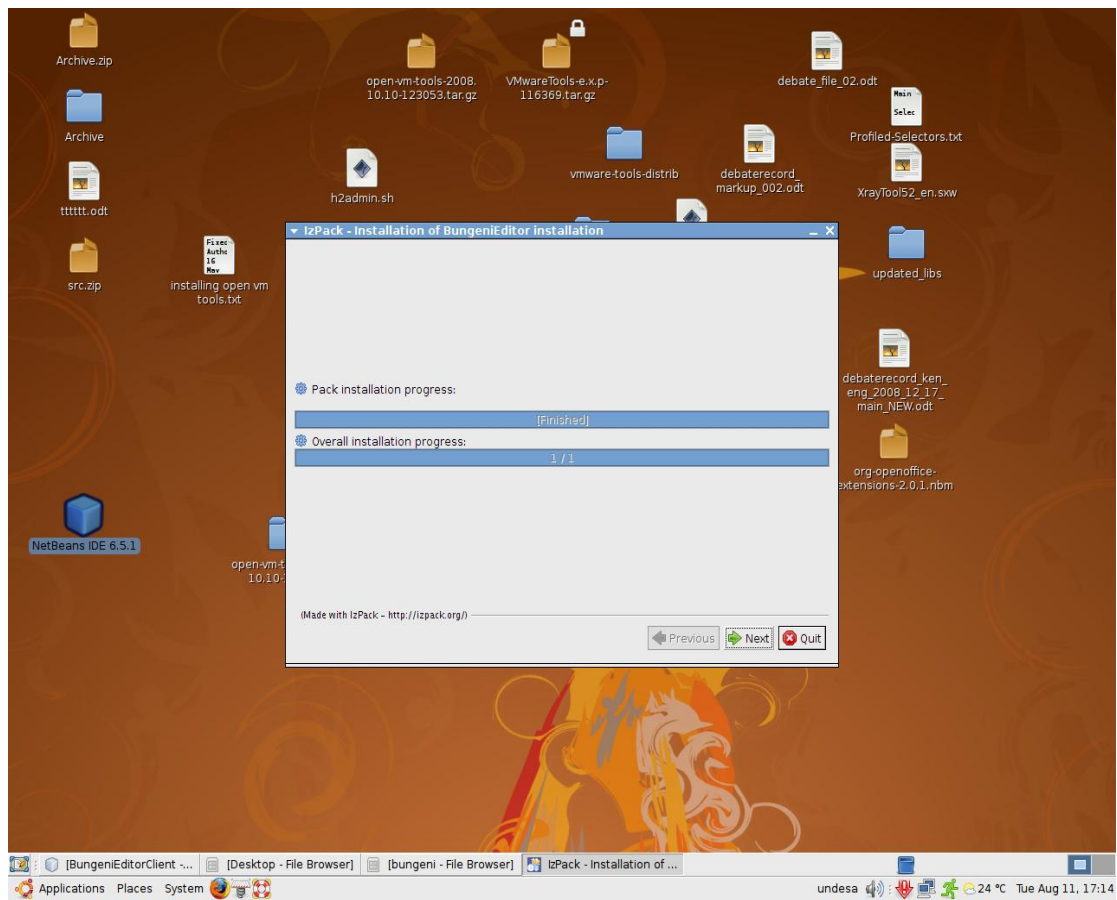 Archive.zip
open-vm-tools-2008.
10.10-123053.tar.gz
VMwareTools-e.x.p-
116369.tar.gz
debate_file_02.odt
Main
Selec
Profiled-Selectors.txt
Archive
vmware-tools-distrib
debaterecord_
markup_002.odt
XrayTool52_en.sxw
h2admin.sh
tttttt.odt
Fixed
Autho
16
May
installing open vm
tools.txt
src.zip
updated_libs
IzPack - Installation of BungeniEditor installation
Pack installation progress:
[Finished]
Overall installation progress:
1 / 1
debaterecord_ken_
eng_2008_12_17_
main_NEW.odt
org-openoffice-
extensions-2.0.1.nbm
NetBeans IDE 6.5.1
open-vm-t
10.10-
(Made with IzPack - http://izpack.org/)
Previous
Next
Quit
[BungeniEditorClient -...
[Desktop - File Browser]
[bungeni - File Browser]
IzPack - Installation of ...
Applications Places System
undesa
24 °C Tue Aug 11, 17:14